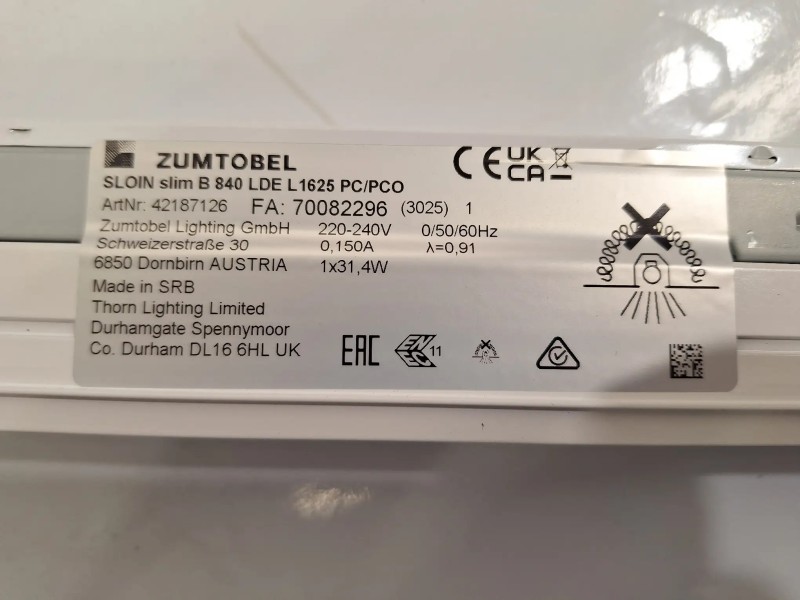 ZUMTOBEL
CE UK CA
SLOIN slim B 840 LDE L1625 PC/PCO
ArtNr: 42187126 FA: 70082296 (3025) 1
Zumtobel Lighting GmbH 220-240V 0/50/60Hz
Schweizerstraße 30 0,150A λ=0,91
6850 Dornbirn AUSTRIA 1x31,4W
Made in SRB
Thorn Lighting Limited
Durhamgate Spennymoor
Co. Durham DL16 6HL UK
EAC ENEC 11